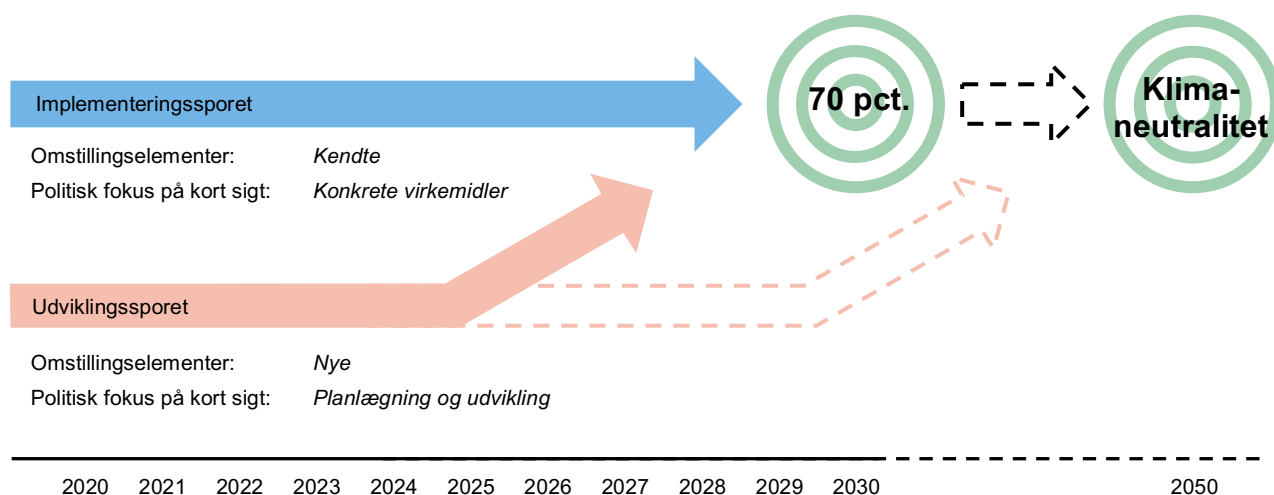 Implementeringssporet
70 pct.
Klima-
neutralitet
Omstillingselementer: Kendte
Politisk fokus på kort sigt: Konkrete virkemidler
Udviklingssporet
Omstillingselementer: Nye
Politisk fokus på kort sigt: Planlægning og udvikling
2020 2021 2022 2023 2024 2025 2026 2027 2028 2029 2030 2050